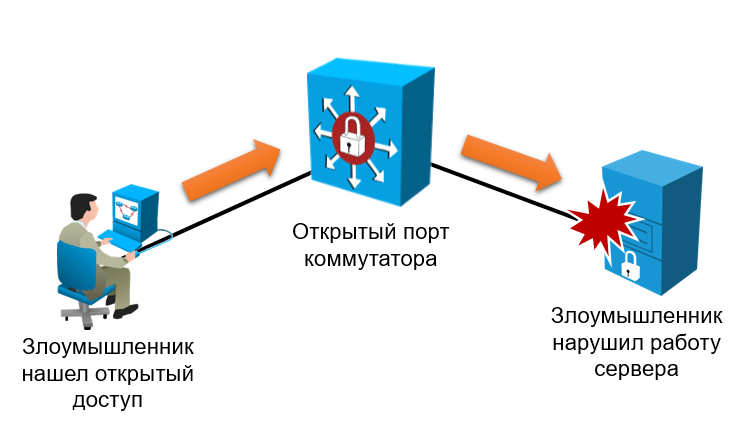 Открытый порт
коммутатора
Злоумышленник
нашел открытый
доступ
Злоумышленник
нарушил работу
сервера